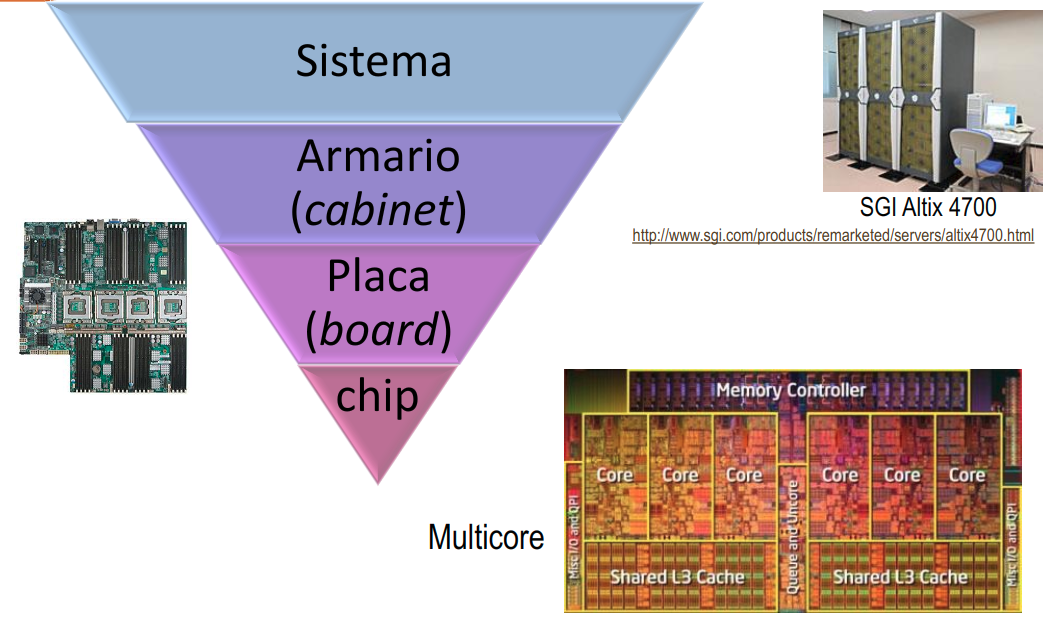 Sistema
Armario
(cabinet)
Placa
(board)
chip
SGI Altix 4700
http://www.sgi.com/products/remarketed/servers/altix4700.html
Multicore
Memory Controller
Core
Core
Core
Core
Core
Core
Misc I/O and QPI
Queue and Uncore
Misc I/O and QPI
Shared L3 Cache
Shared L3 Cache